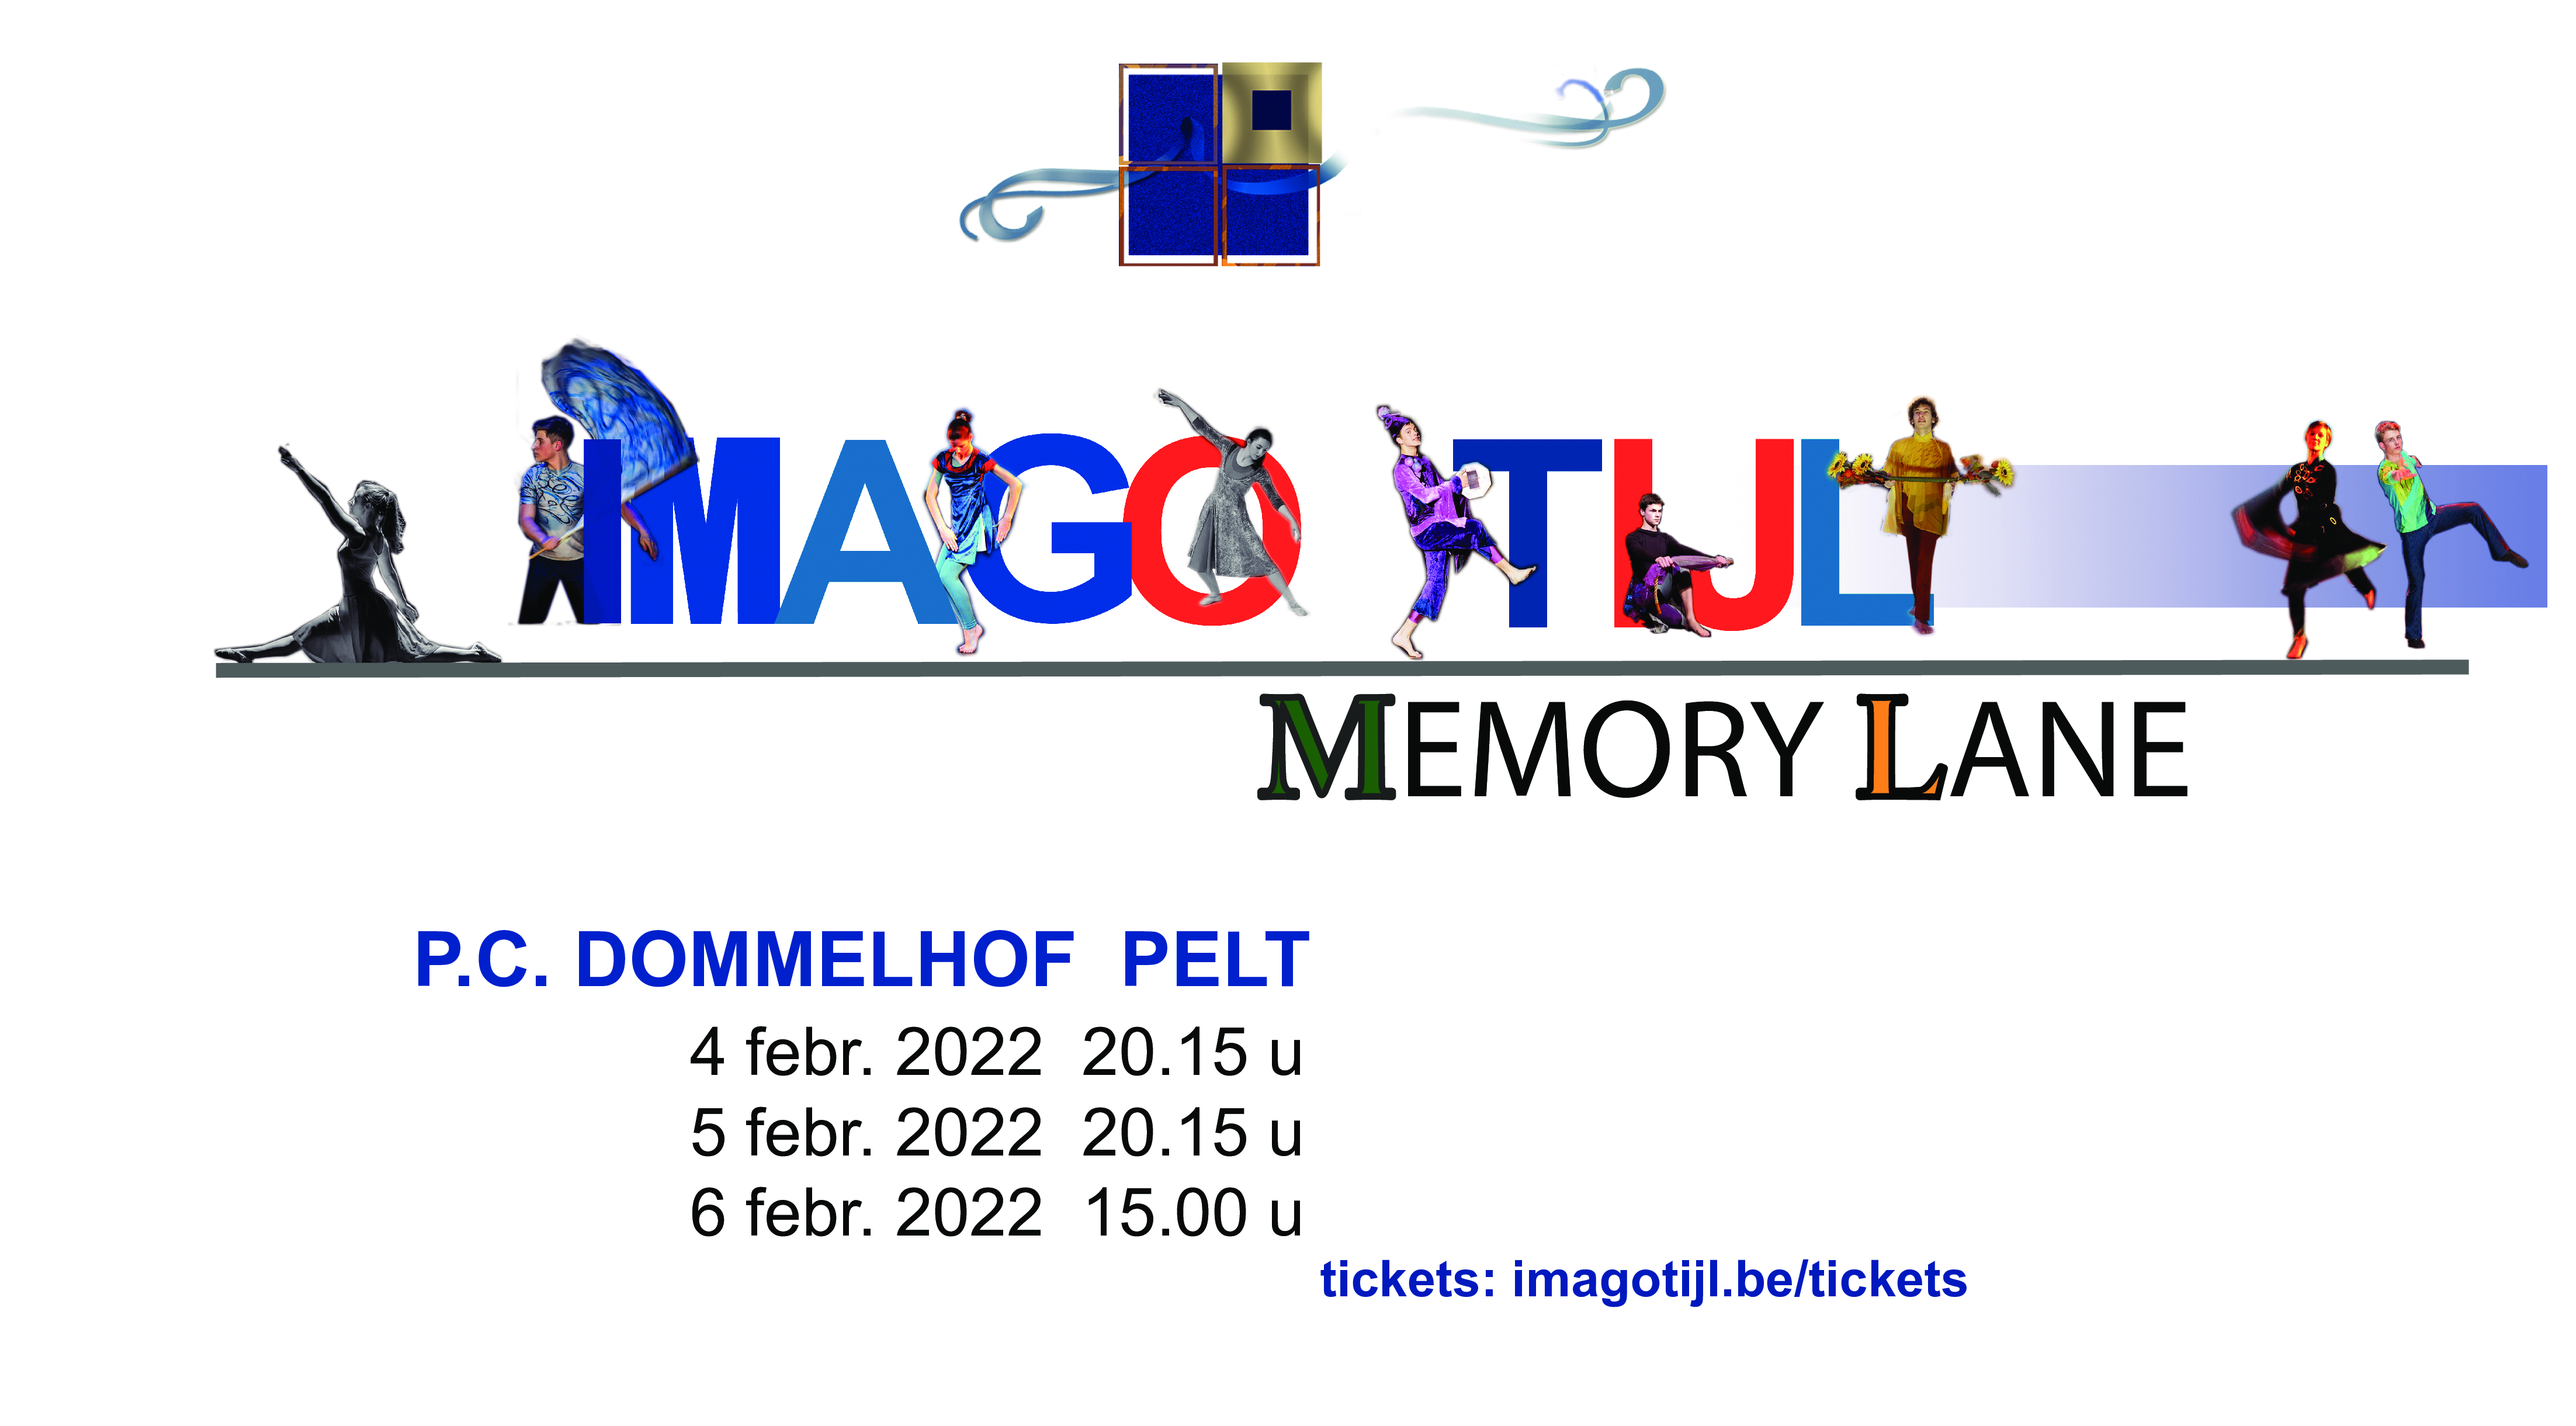 IMAGO TIJL
MEMORY LANE
P.C. DOMMELHOF PELT
4 febr. 2022 20.15 u
5 febr. 2022 20.15 u
6 febr. 2022 15.00 u
tickets: imagotijl.be/tickets